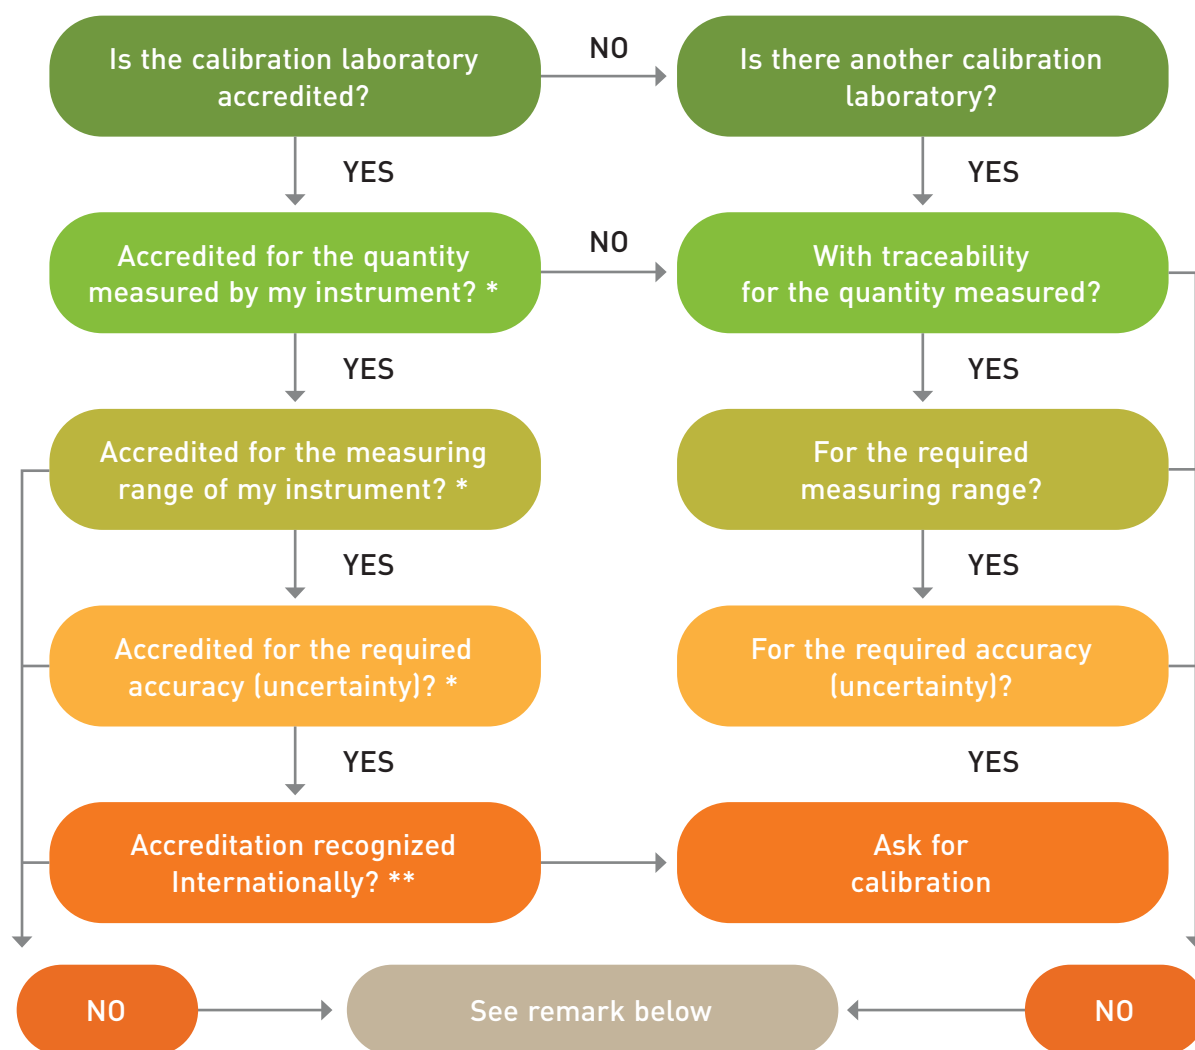 Is the calibration laboratory
accredited?
NO
Is there another calibration
laboratory?
YES
YES
Accredited for the quantity
measured by my instrument? *
NO
With traceability
for the quantity measured?
YES
YES
Accredited for the measuring
range of my instrument? *
For the required
measuring range?
YES
YES
Accredited for the required
accuracy (uncertainty)? *
For the required accuracy
(uncertainty)?
YES
YES
Accreditation recognized
Internationally? **
Ask for
calibration
NO
See remark below
NO